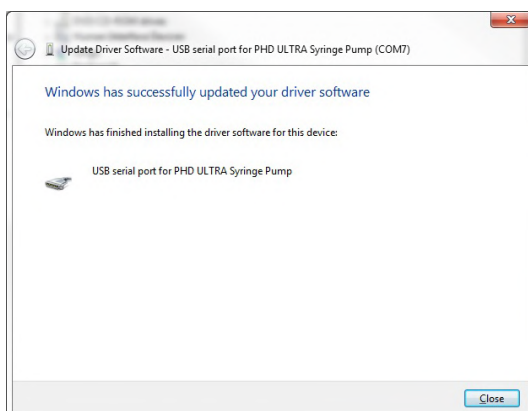 Update Driver Software - USB serial port for PHD ULTRA Syringe Pump (COM7)
Windows has successfully updated your driver software
Windows has finished installing the driver software for this device:
USB serial port for PHD ULTRA Syringe Pump
Close